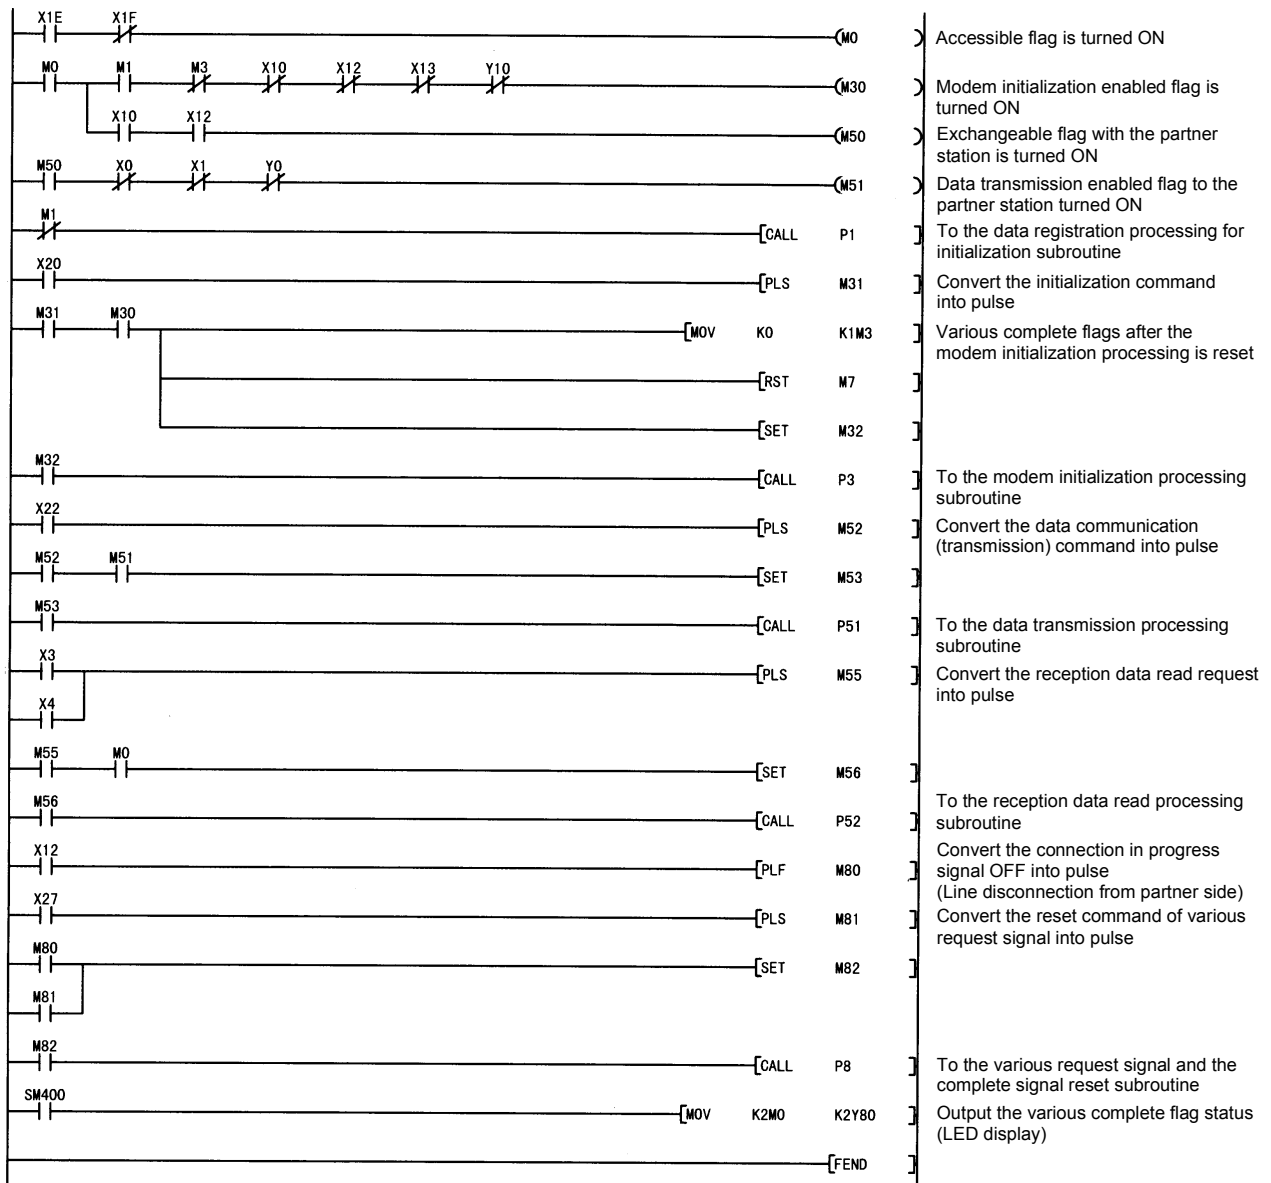 X1E X1F
(M0 ) Accessible flag is turned ON
M0 M1 M3 X10 X12 X13 Y10
(M30 ) Modem initialization enabled flag is
turned ON
X10 X12
(M50 ) Exchangeable flag with the partner
station is turned ON
M50 X0 X1 Y0
(M51 ) Data transmission enabled flag to the
partner station turned ON
M1
[CALL P1 ] To the data registration processing for
initialization subroutine
X20
[PLS M31 ] Convert the initialization command
into pulse
M31 M30
[MOV K0 K1M3 ] Various complete flags after the
modem initialization processing is reset
[RST M7 ]
[SET M32 ]
M32
[CALL P3 ] To the modem initialization processing
subroutine
X22
[PLS M52 ] Convert the data communication
(transmission) command into pulse
M52 M51
[SET M53 ]
M53
[CALL P51 ] To the data transmission processing
subroutine
X3
[PLS M55 ] Convert the reception data read request
into pulse
X4
M55 M0
[SET M56 ]
M56
[CALL P52 ] To the reception data read processing
subroutine
X12
[PLF M80 ] Convert the connection in progress
signal OFF into pulse
(Line disconnection from partner side)
X27
[PLS M81 ] Convert the reset command of various
request signal into pulse
M80
[SET M82 ]
M81
M82
[CALL P8 ] To the various request signal and the
complete signal reset subroutine
SM400
[MOV K2M0 K2Y80 ] Output the various complete flag status
(LED display)
[FEND ]